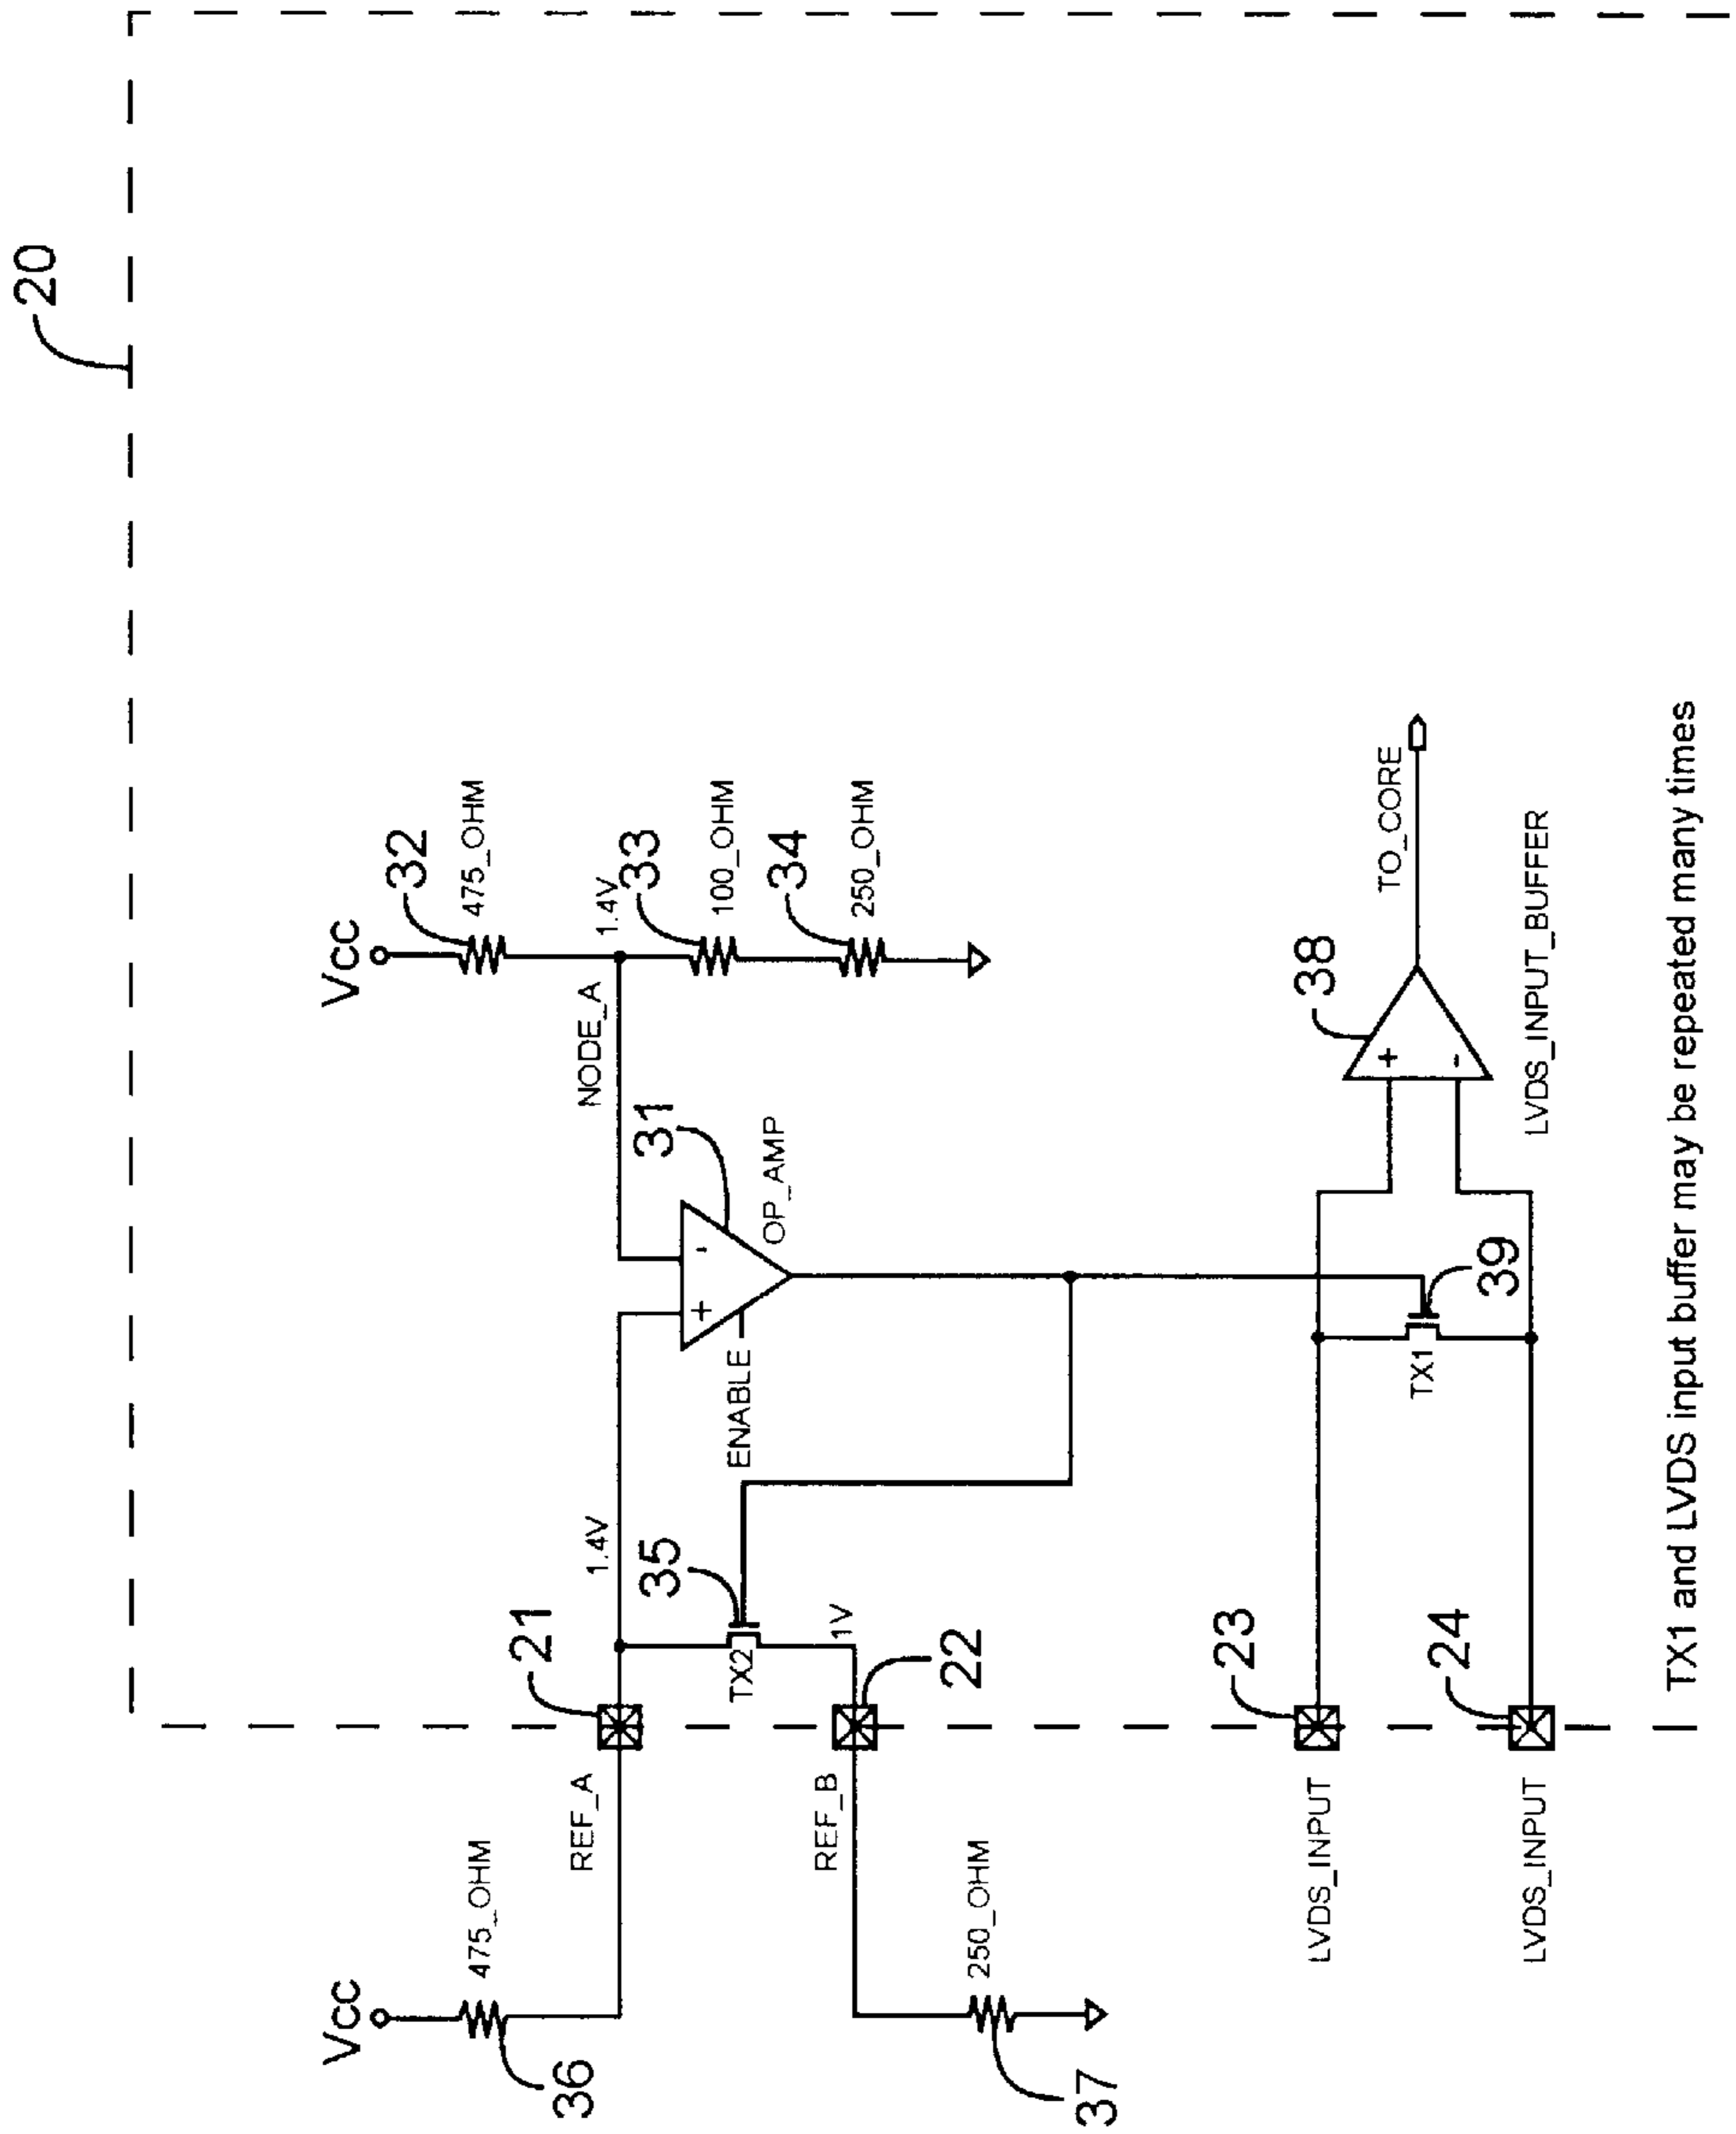 20
Vcc
36
475_OHM
REF_A
21
1.4V
Vcc
32
475_OHM
NODE_A
1.4V
33
100_OHM
34
250_OHM
31
+
-
OP_AMP
ENABLE
35
TX2
1V
22
REF_B
250_OHM
37
LVDS_INPUT
23
LVDS_INPUT
24
TX1
39
38
+
-
TO_CORE
LVDS_INPUT_BUFFER
TX1 and LVDS input buffer may be repeated many times